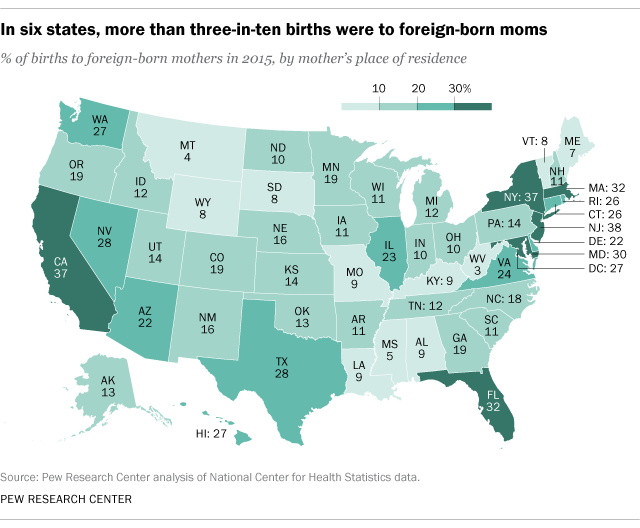 In six states, more than three-in-ten births were to foreign-born moms
% of births to foreign-born mothers in 2015, by mother's place of residence
10 20 30%
WA
27
OR
19
CA
37
NV
28
ID
12
MT
4
WY
8
UT
14
AZ
22
CO
19
NM
16
ND
10
SD
8
NE
16
KS
14
OK
13
TX
28
MN
19
IA
11
MO
9
AR
11
LA
9
WI
11
IL
23
MI
12
IN
10
OH
10
KY: 9
TN: 12
MS
5
AL
9
GA
19
FL
32
SC
11
NC: 18
VA
24
WV
3
PA: 14
NY: 37
VT: 8
NH
11
ME
7
MA: 32
RI: 26
CT: 26
NJ: 38
DE: 22
MD: 30
DC: 27
AK
13
HI: 27
Source: Pew Research Center analysis of National Center for Health Statistics data.
PEW RESEARCH CENTER